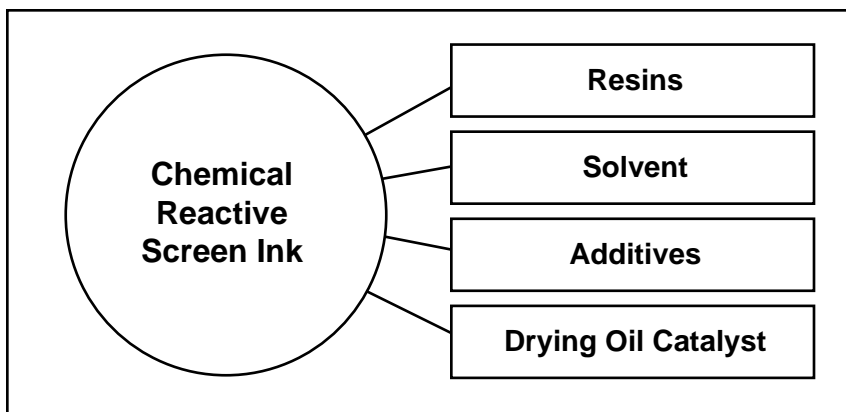 Chemical
Reactive
Screen Ink
Resins
Solvent
Additives
Drying Oil Catalyst